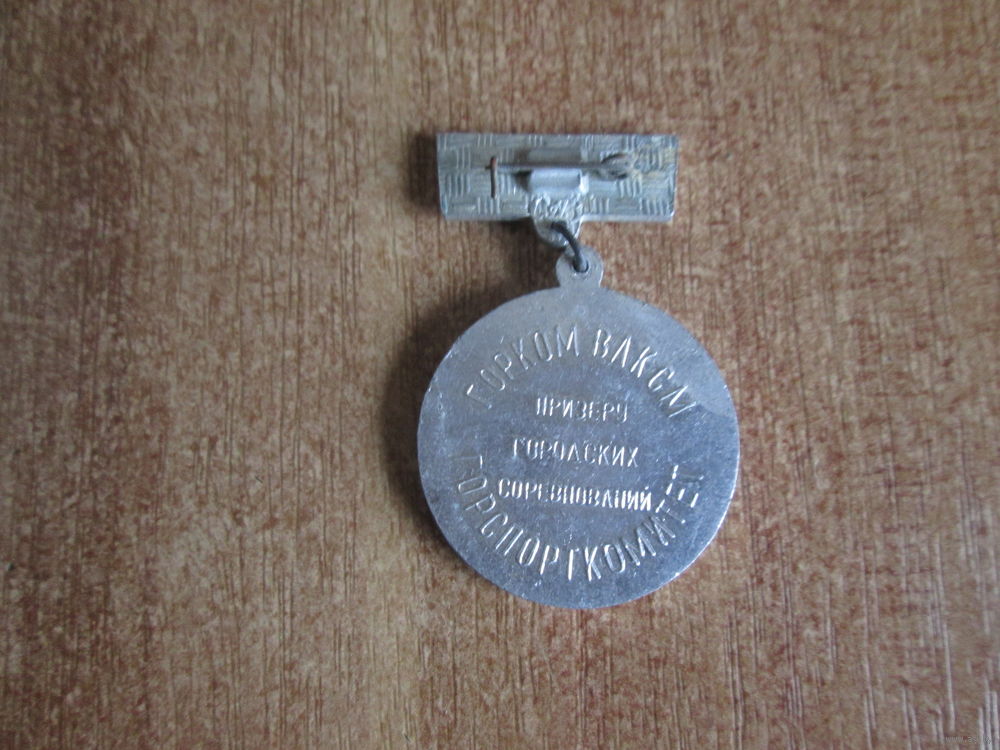 ГОРКОМ ВЛКСМ
ПРИЗЕРУ
ГОРОДСКИХ
СОРЕВНОВАНИЙ
ГОРСПОРТКОМИТЕТ